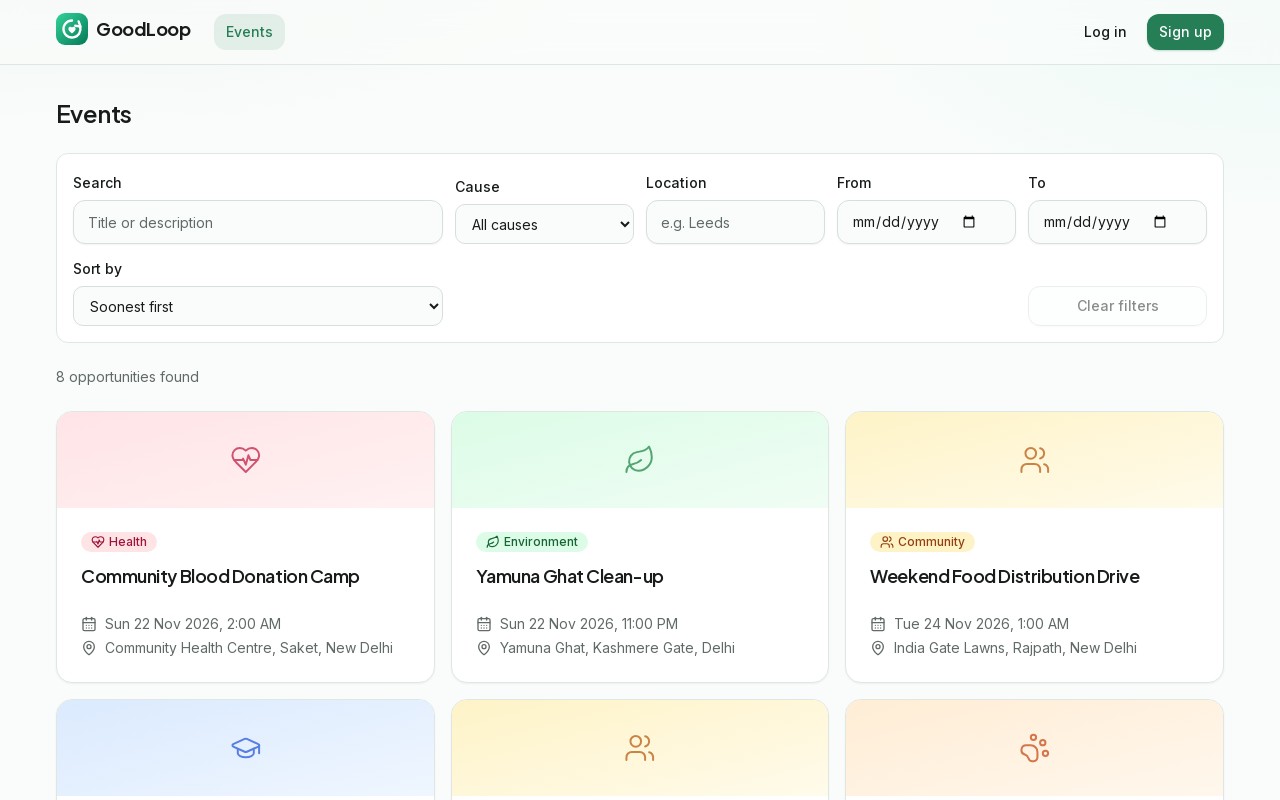 GoodLoop
Events
Log in
Sign up
Events
Search
Cause
Location
From
To
Title or description
All causes
e.g. Leeds
mm/dd/yyyy
mm/dd/yyyy
Sort by
Soonest first
Clear filters
8 opportunities found
Health
Community Blood Donation Camp
Sun 22 Nov 2026, 2:00 AM
Community Health Centre, Saket, New Delhi
Environment
Yamuna Ghat Clean-up
Sun 22 Nov 2026, 11:00 PM
Yamuna Ghat, Kashmere Gate, Delhi
Community
Weekend Food Distribution Drive
Tue 24 Nov 2026, 1:00 AM
India Gate Lawns, Rajpath, New Delhi